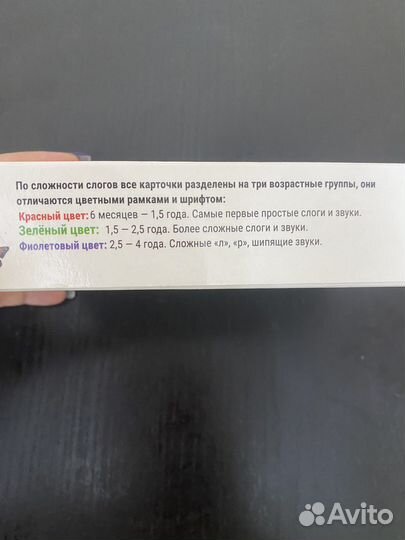 По сложности слогов все карточки разделены на три возрастные группы, они
отличаются цветными рамками и шрифтом:
Красный цвет: 6 месяцев — 1,5 года. Самые первые простые слоги и звуки.
Зелёный цвет: 1,5 — 2,5 года. Более сложные слоги и звуки.
Фиолетовый цвет: 2,5 — 4 года. Сложные «л», «р», шипящие звуки.
Avito